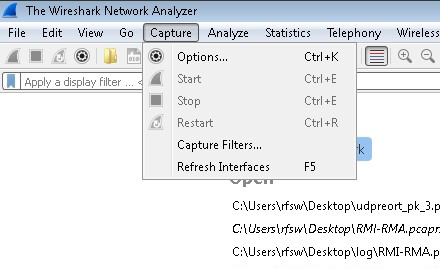 The Wireshark Network Analyzer
File Edit View Go Capture Analyze Statistics Telephony Wireless
Options... Ctrl+K
Start Ctrl+E
Stop Ctrl+E
Restart Ctrl+R
Capture Filters...
Refresh Interfaces F5
Apply a display filter ... <
Open
C:\Users\rfsw\Desktop\udpreort_pk_3.p
C:\Users\rfsw\Desktop\RMI-RMA.pcapn
C:\Users\rfsw\Desktop\log\RMI-RMA.p